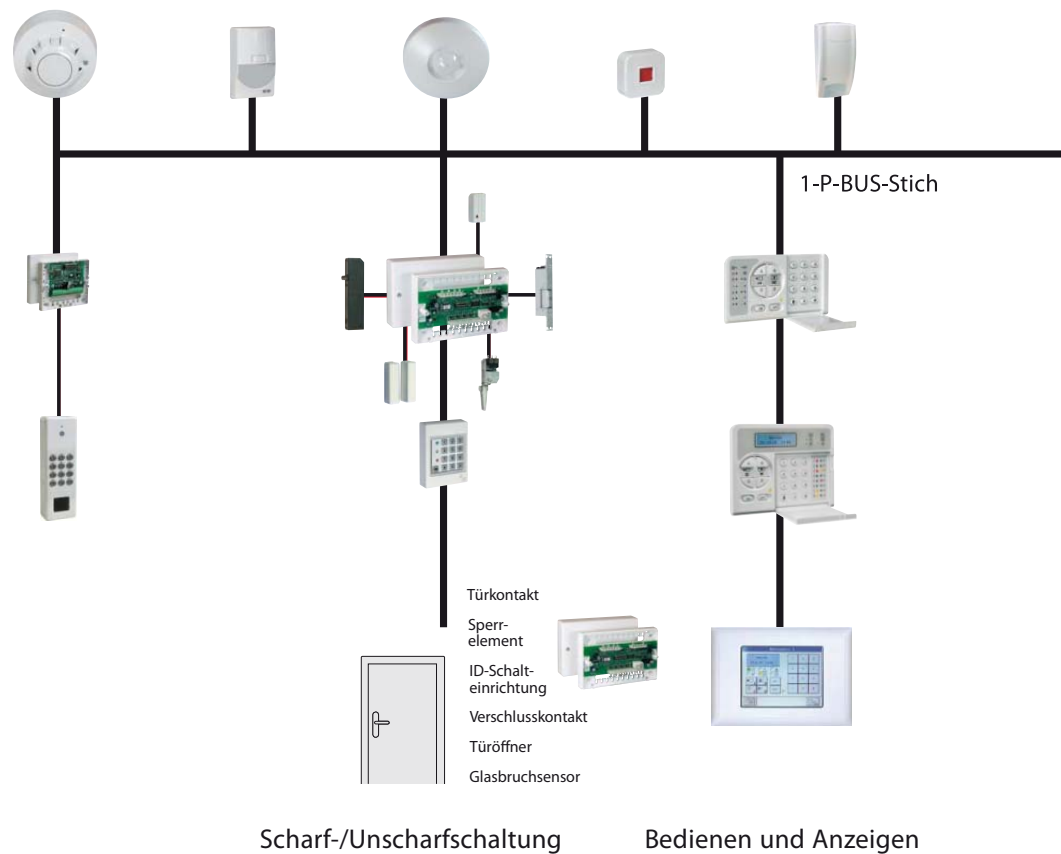 1-P-BUS-Stich
Türkontakt
Sperr-
element
ID-Schalt-
einrichtung
Verschlusskontakt
Türöffner
Glasbruchsensor
Scharf-/Unscharfschaltung
Bedienen und Anzeigen